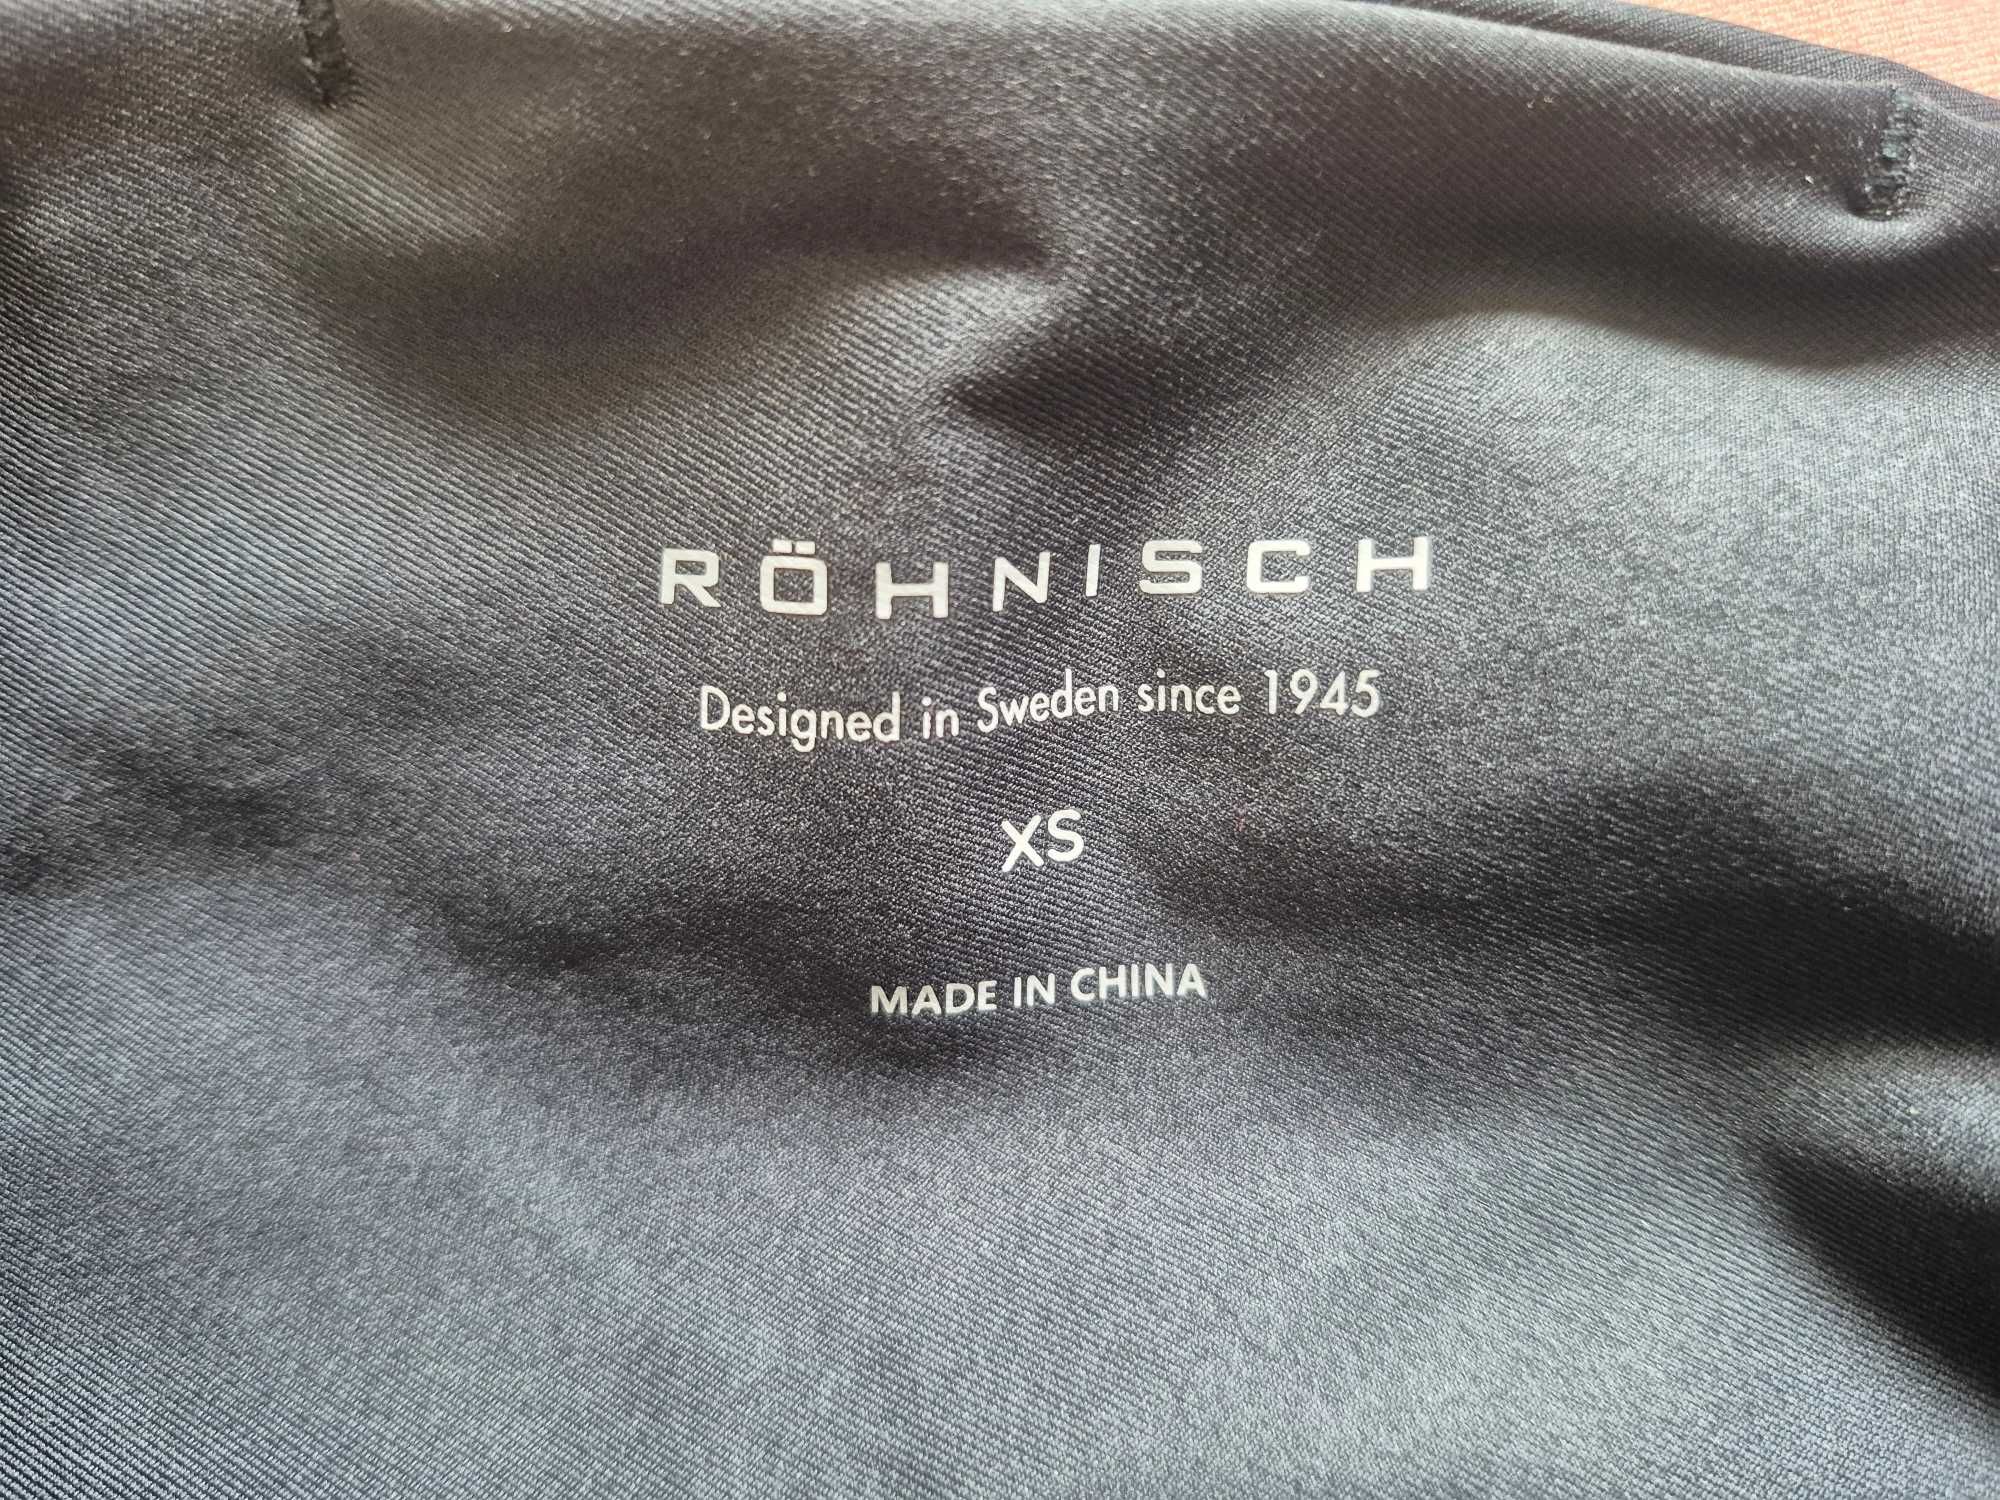 RÖHNISCH
Designed in Sweden since 1945
XS
MADE IN CHINA